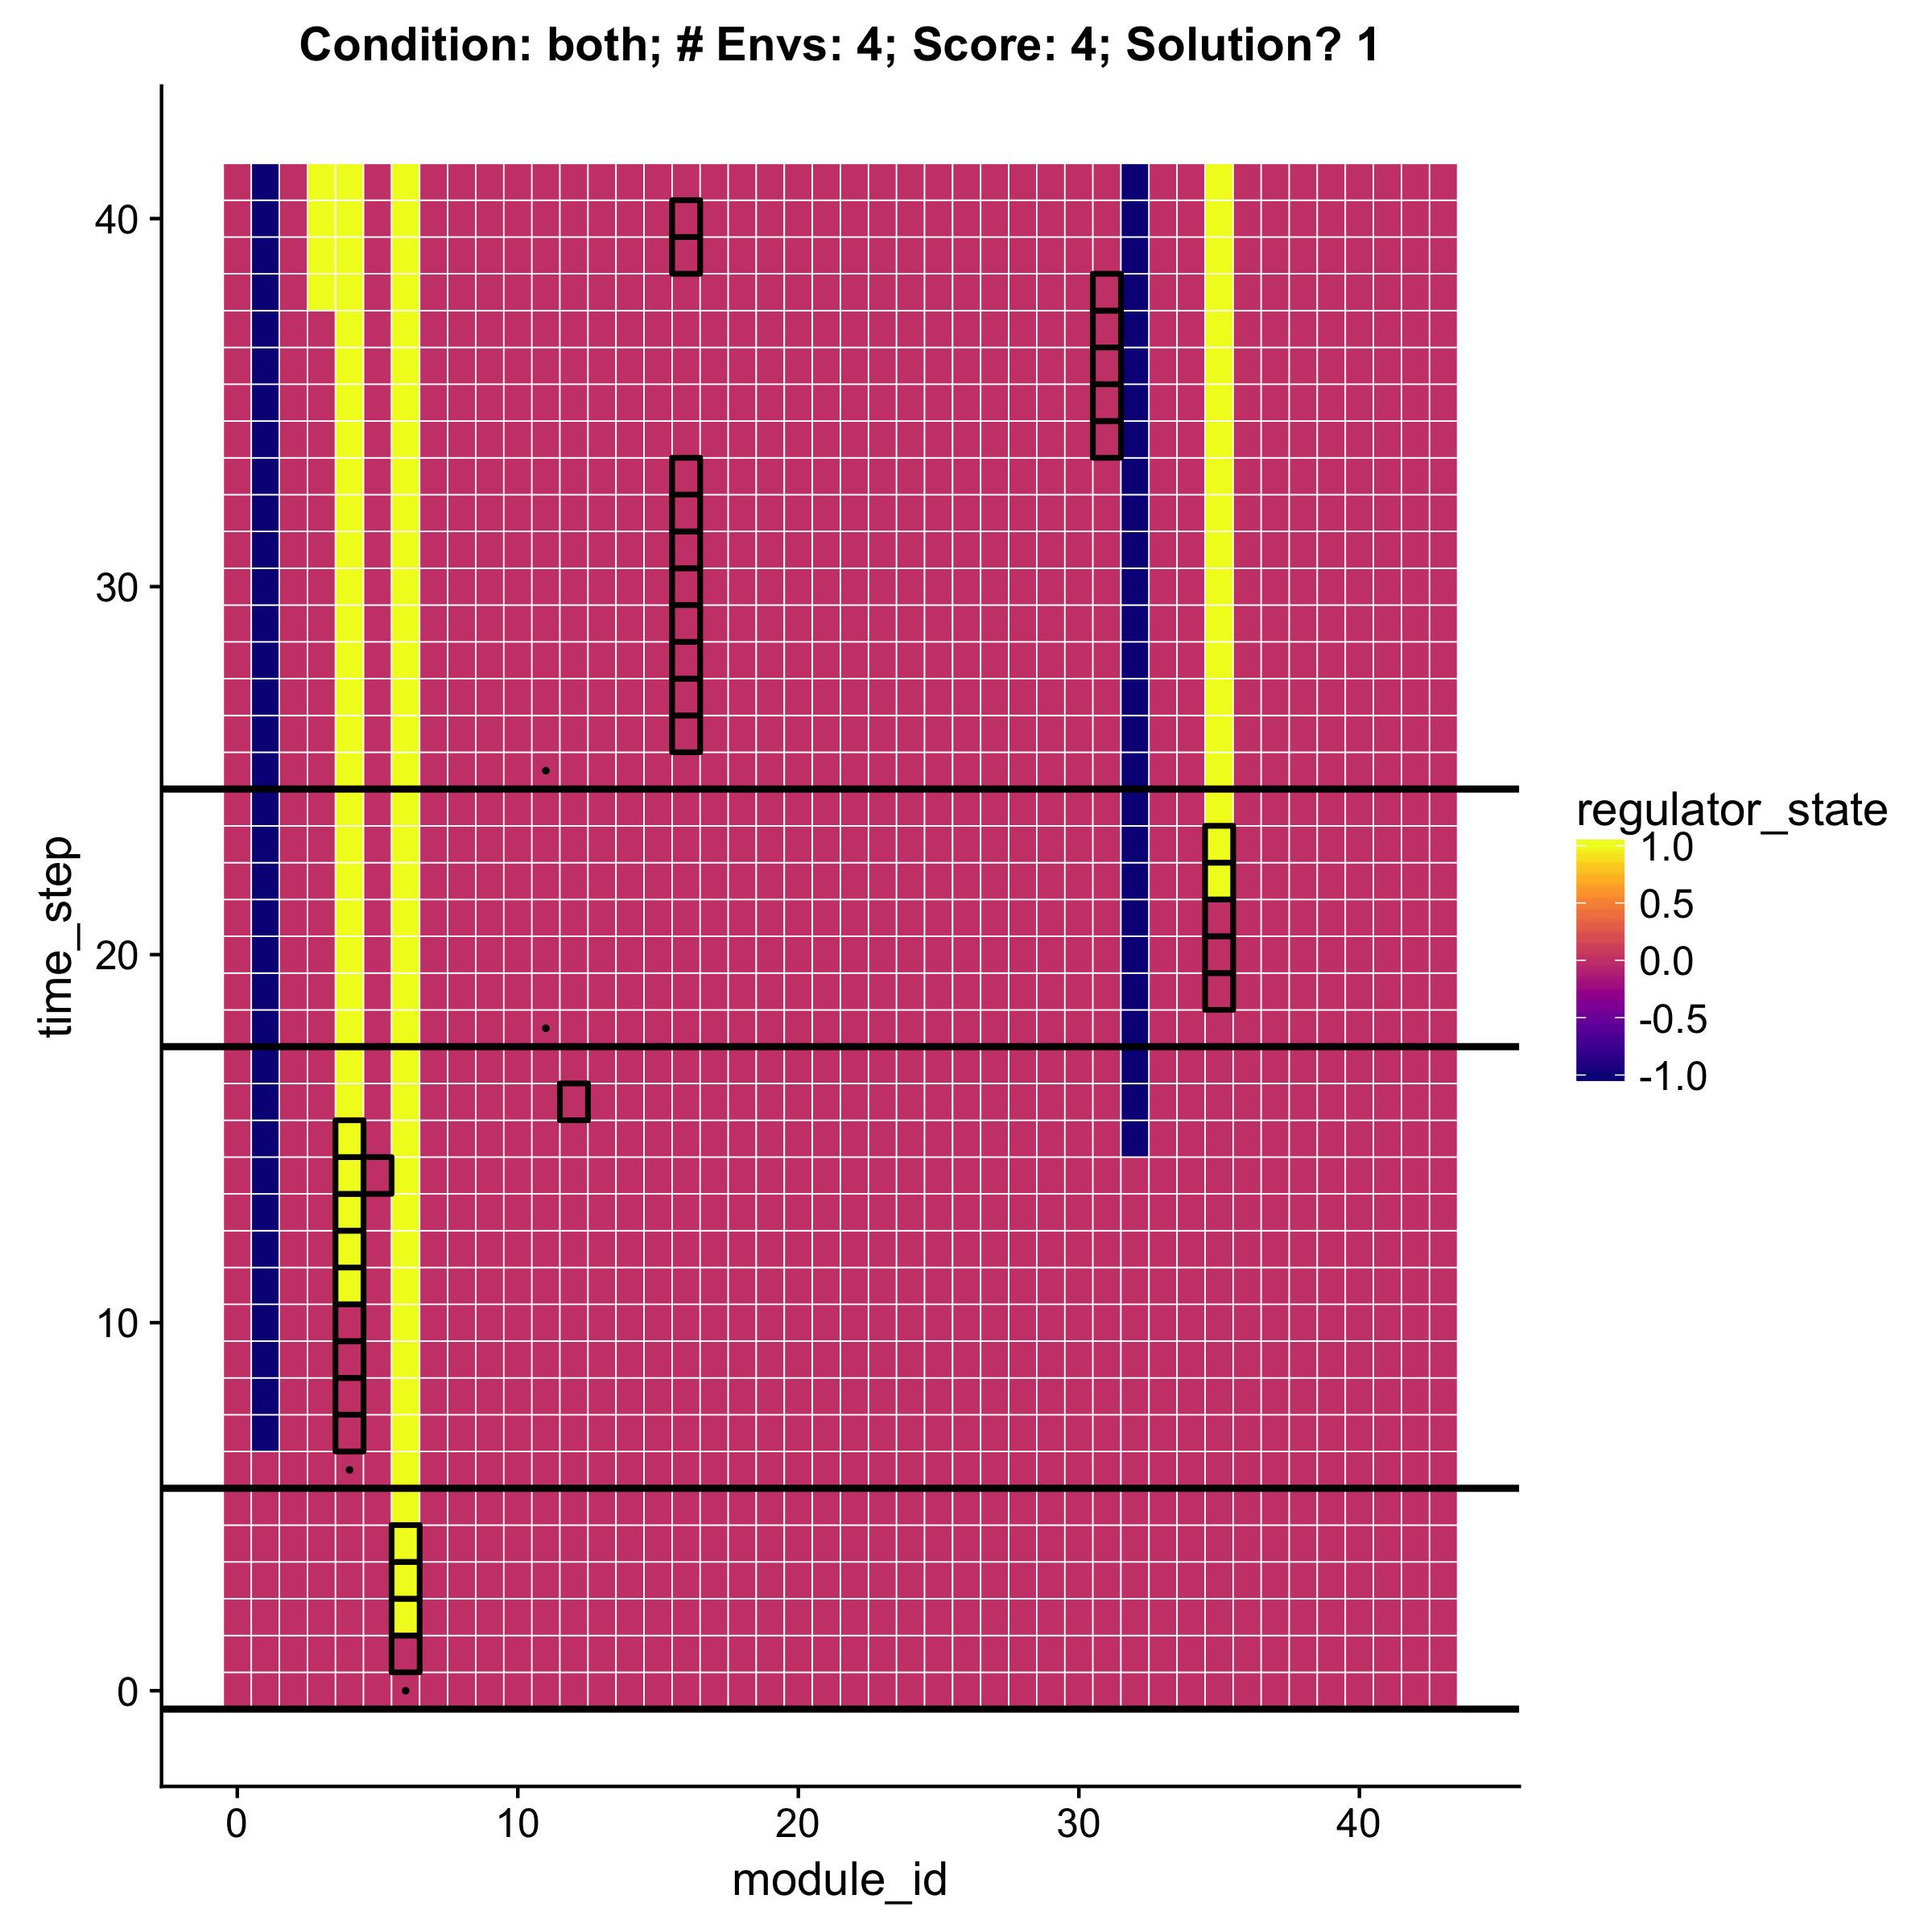 Condition: both; # Envs: 4; Score: 4; Solution? 1
time_step
40
30
20
10
0
0 10 20 30 40
module_id
regulator_state
1.0
0.5
0.0
-0.5
-1.0